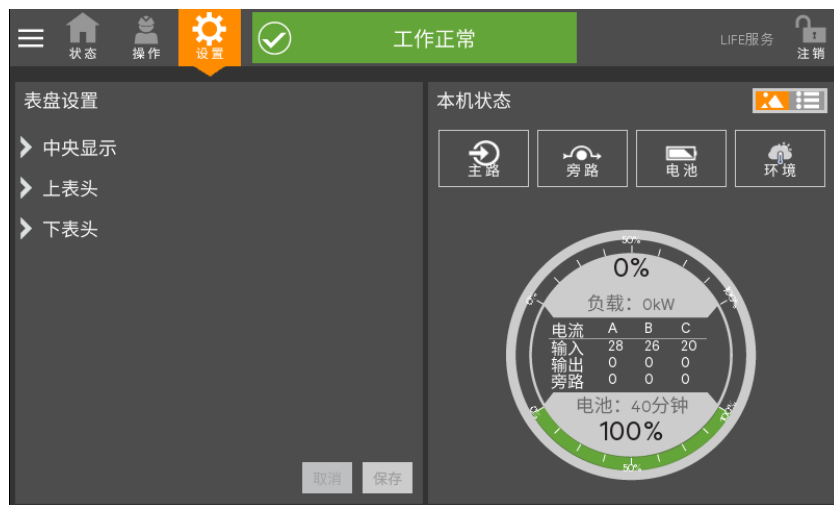 状态
操作
设置
工作正常
LIFE服务
注销
表盘设置
中央显示
上表头
下表头
取消
保存
本机状态
主路
旁路
电池
环境
50%
0%
0%
100%
负载：0kW
电流 A B C
输入 28 26 20
输出 0 0 0
旁路 0 0 0
电池：40分钟
0%
100%
100%
50%